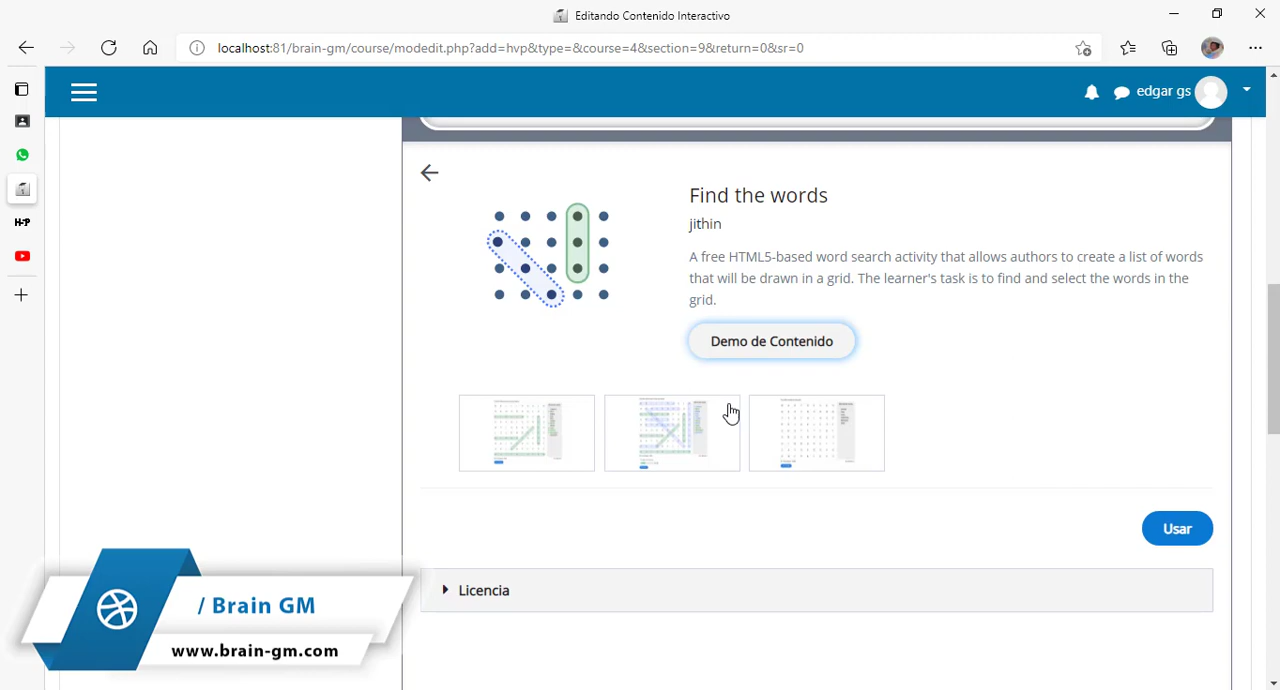 Editando Contenido Interactivo
localhost:81/brain-gm/course/modedit.php?add=hvp&type=&course=4&section=9&return=0&sr=0
edgar gs
H-P
Find the words
jithin
A free HTML5-based word search activity that allows authors to create a list of words
that will be drawn in a grid. The learner's task is to find and select the words in the
grid.
Demo de Contenido
Usar
Licencia
/ Brain GM
www.brain-gm.com